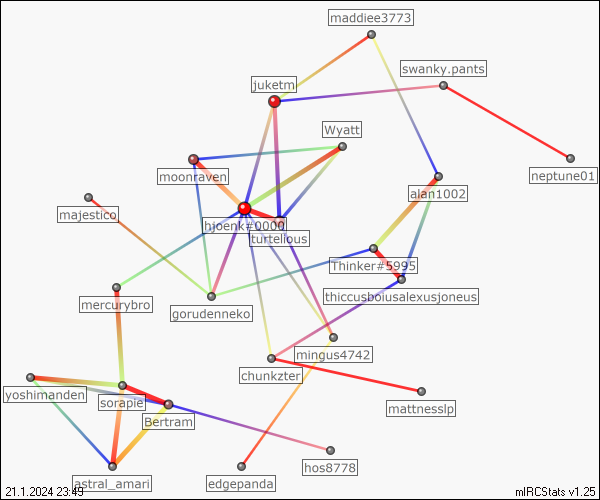 maddiee3773
swanky.pants
juketm
Wyatt
moonraven
neptune01
alan1002
majestico
hjoenk#0000
turtelious
Thinker#5995
thiccusboiusalexusjoneus
mercurybro
gorudenneko
mingus4742
chunkzter
yoshimanden
sorapie
mattnesslp
Bertram
hos8778
astral_amari
edgepanda
21.1.2024 23:49
mIRCStats v1.25